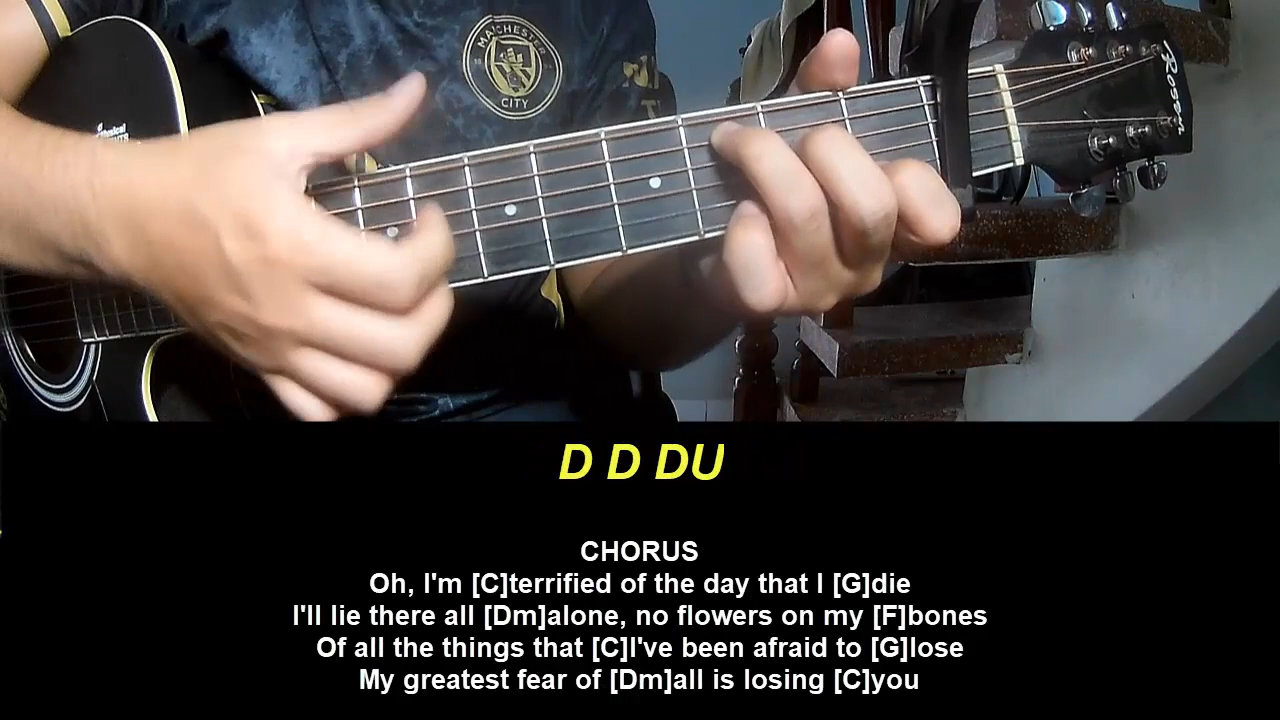 MANCHESTER
CITY
D D DU
CHORUS
Oh, I'm [C]terrified of the day that I [G]die
I'll lie there all [Dm]alone, no flowers on my [F]bones
Of all the things that [C]I've been afraid to [G]lose
My greatest fear of [Dm]all is losing [C]you